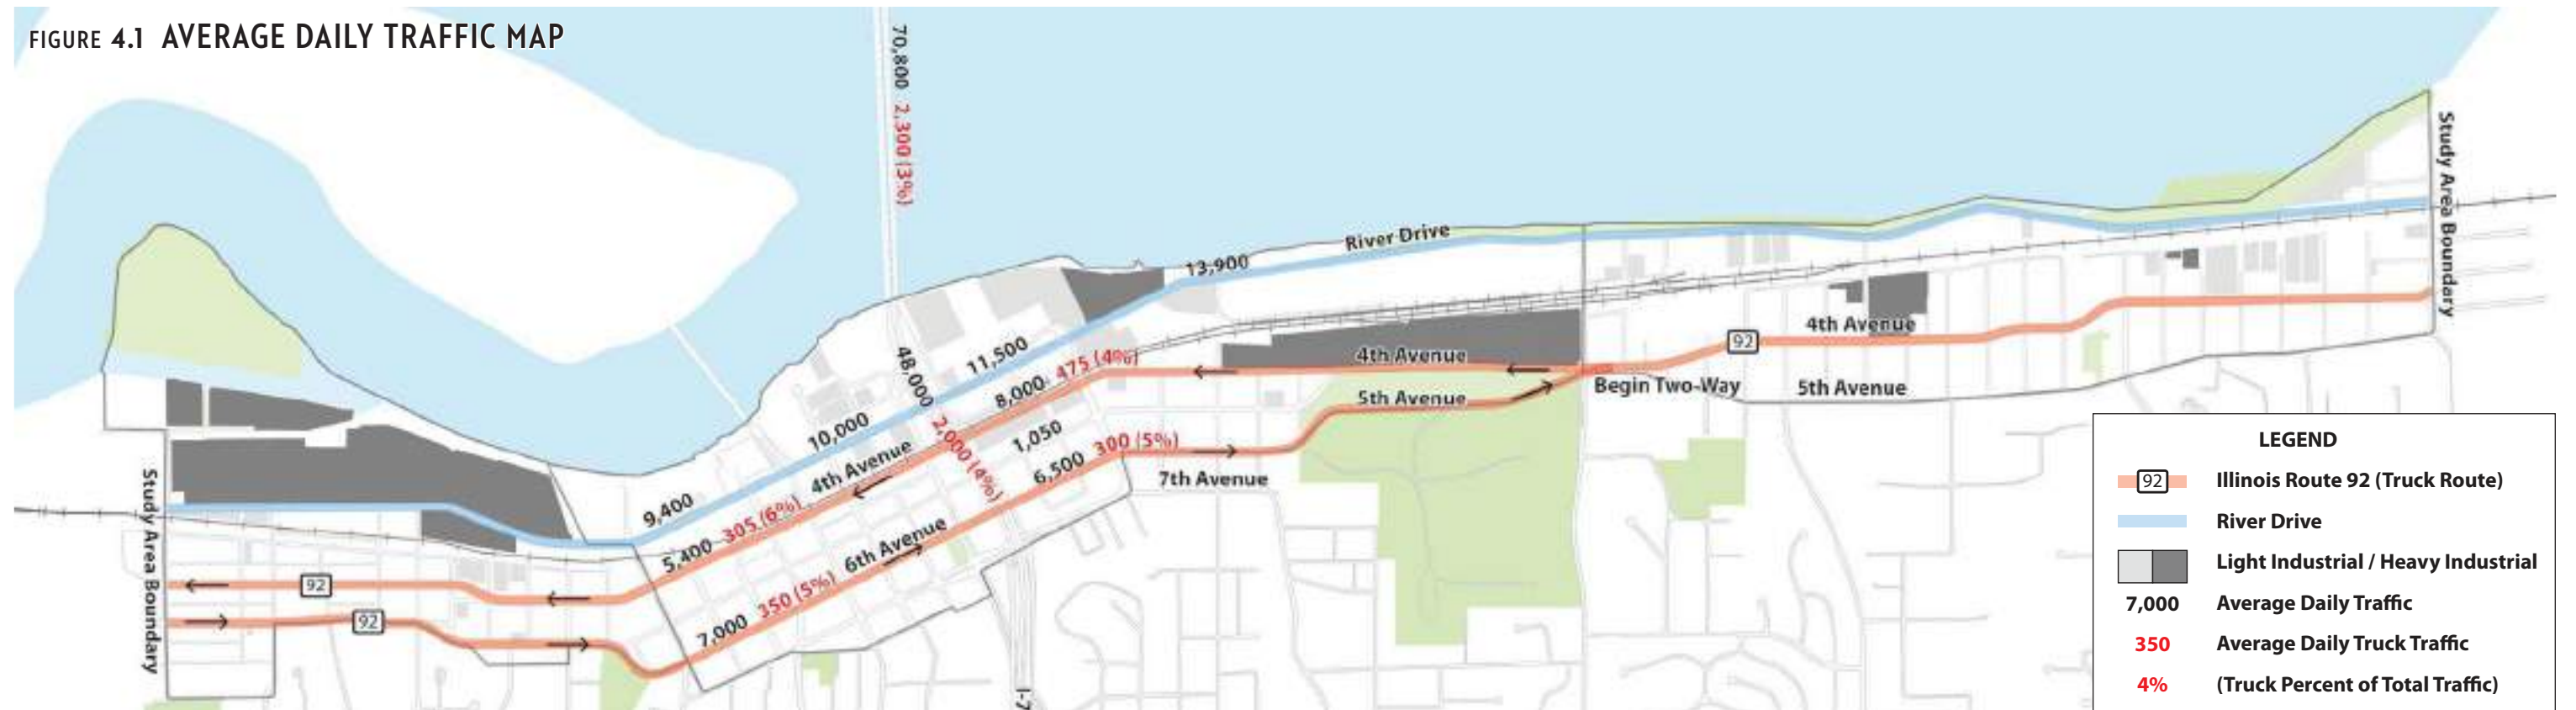 FIGURE 4.1 AVERAGE DAILY TRAFFIC MAP
70,800 2,300 (3%)
Study Area Boundary
River Drive
13,900
48,000 2,000 (4%)
11,500
8,000 475 (4%)
10,000
4th Avenue
1,050
6,500 300 (5%)
9,400
5,400 305 (6%)
4th Avenue
6th Avenue
7,000 350 (5%)
7th Avenue
4th Avenue
5th Avenue
Begin Two-Way
92
5th Avenue
Study Area Boundary
92
92
LEGEND
92 Illinois Route 92 (Truck Route)
River Drive
Light Industrial / Heavy Industrial
7,000 Average Daily Traffic
350 Average Daily Truck Traffic
4% (Truck Percent of Total Traffic)